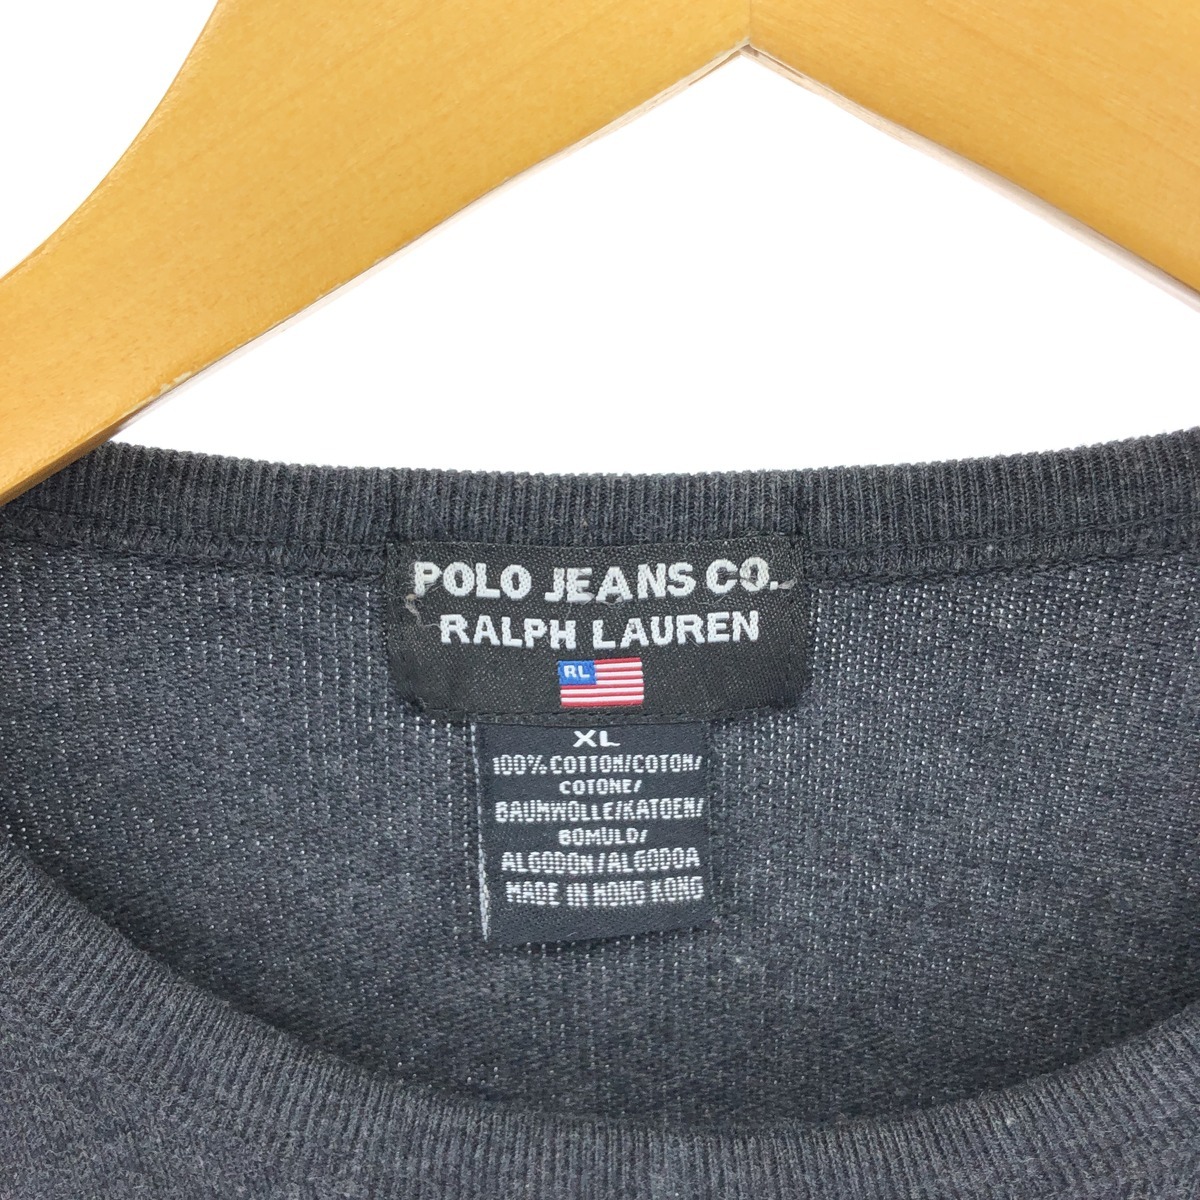 POLO JEANS CO.
RALPH LAUREN
RL
XL
100% COTTON/COTON/
COTONE/
BAUMWOLLE/KATOEN/
BOMULD/
ALGODON/ALGODOA
MADE IN HONG KONG